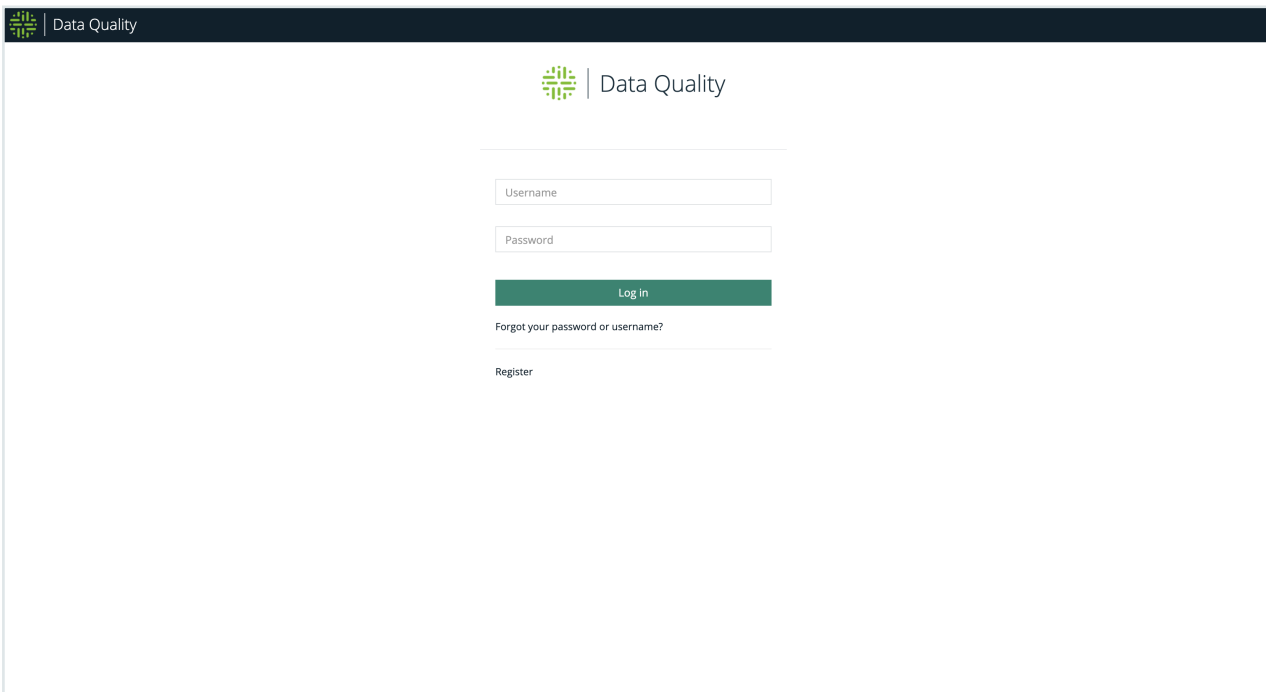 Data Quality
Data Quality
Username
Password
Log in
Forgot your password or username?
Register